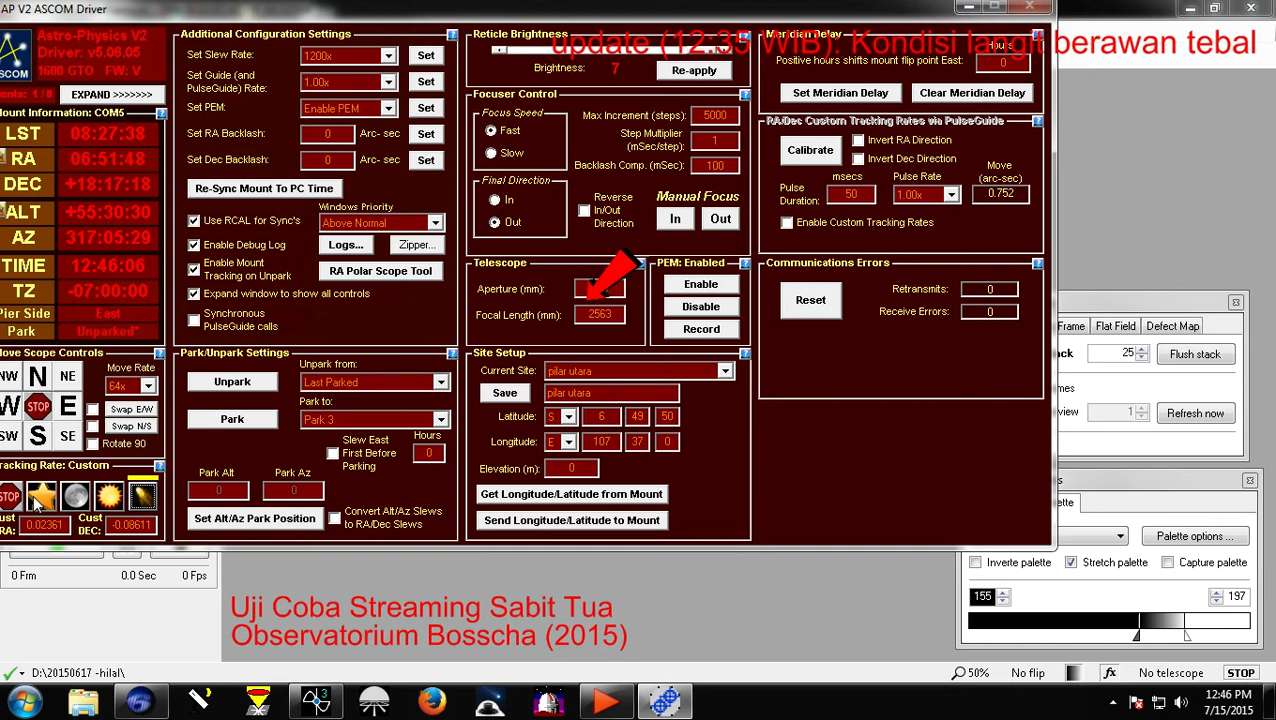 AP V2 ASCOM Driver
Astro-Physics V2
Driver: v5.06.05
1600 GTO FW: V
ASCOM
EXPAND >>>>>>>
Mount Information: COM5
LST 08:27:38
RA 06:51:48
DEC +18:17:18
ALT +55:30:30
AZ 317:05:29
TIME 12:46:06
TZ -07:00:00
Pier Side East
Park Unparked"
Move Scope Controls
NW N NE
W STOP E
SW S SE
Move Rate
64x
Swap E/W
Swap N/S
Rotate 90
Tracking Rate: Custom
STOP
Cust RA: 0.02361
Cust DEC: -0.08611
Additional Configuration Settings
Set Slew Rate: 1200x Set
Set Guide (and PulseGuide) Rate: 1.00x Set
Set PEM: Enable PEM Set
Set RA Backlash: 0 Arc- sec Set
Set Dec Backlash: 0 Arc- sec Set
Re-Sync Mount To PC Time
Windows Priority
Use RCAL for Sync's Above Normal
Enable Debug Log Logs... Zipper...
Enable Mount Tracking on Unpark
RA Polar Scope Tool
Expand window to show all controls
Synchronous PulseGuide calls
Park/Unpark Settings
Unpark from:
Unpark Last Parked
Park to:
Park Park 3
Slew East First Before Parking
Hours
0
Park Alt Park Az
0 0
Set Alt/Az Park Position
Convert Alt/Az Slews to RA/Dec Slews
Reticle Brightness
Brightness: 7 Re-apply
Focuser Control
Focus Speed
Fast
Slow
Max Increment (steps): 5000
Step Multiplier (mSec/step): 1
Backlash Comp. (mSec): 100
Final Direction
In
Out
Reverse In/Out Direction
Manual Focus
In Out
Telescope
Aperture (mm):
Focal Length (mm): 2563
PEM: Enabled
Enable
Disable
Record
Site Setup
Current Site: pilar utara
Save pilar utara
Latitude: S 6 49 50
Longitude: E 107 37 0
Elevation (m): 0
Get Longitude/Latitude from Mount
Send Longitude/Latitude to Mount
update (12:35 WIB): Kondisi langit berawan tebal
Meridian Delay
Hours
Positive hours shifts mount flip point East: 0
Set Meridian Delay Clear Meridian Delay
RA/Dec Custom Tracking Rates via PulseGuide
Calibrate
Invert RA Direction
Invert Dec Direction
msecs Pulse Rate Move (arc-sec)
Pulse Duration: 50 1.00x 0.752
Enable Custom Tracking Rates
Communications Errors
Reset
Retransmits: 0
Receive Errors: 0
Frame Flat Field Defect Map
25 Flush stack
1 Refresh now
Palette options ...
Inverte palette Stretch palette Capture palette
155 197
0 Frm 0.0 Sec 0 Fps
Uji Coba Streaming Sabit Tua
Observatorium Bosscha (2015)
D:\20150617 -hilal\
50% No flip fx No telescope STOP
12:46 PM
7/15/2015